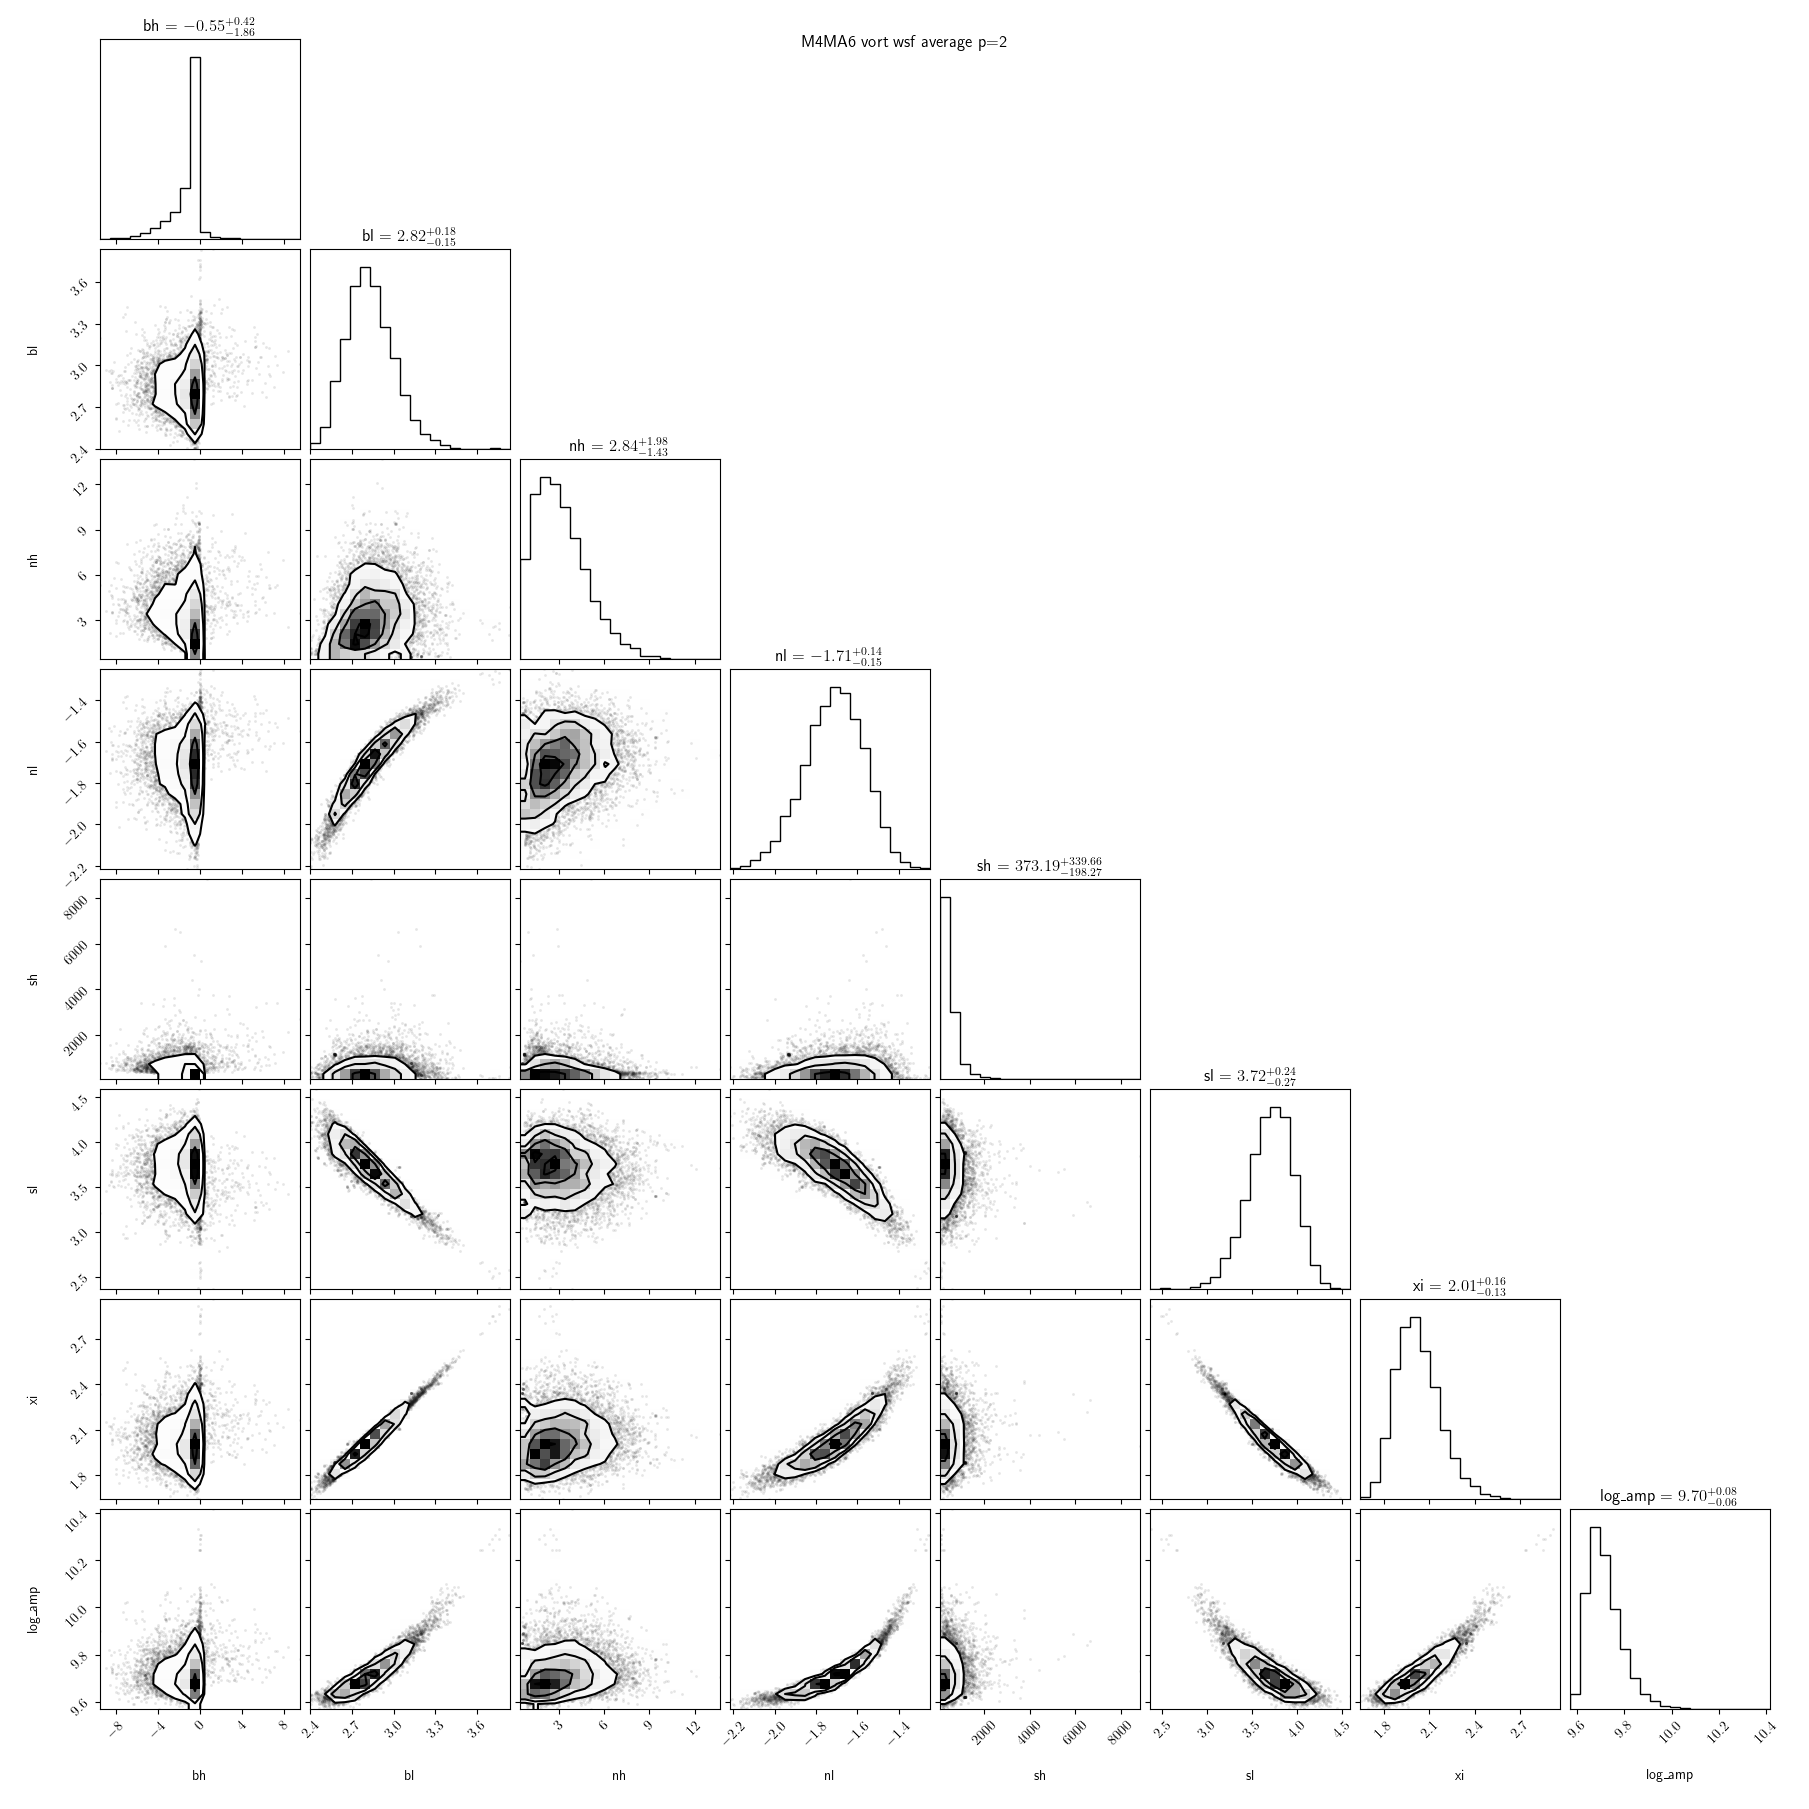 M4MA6 vort wsf average p=2
bh = −0.55 +0.42 −1.86
bl = 2.82 +0.18 −0.15
bl
3.6
3.3
3.0
2.7
2.4
nh = 2.84 +1.98 −1.43
nh
12
9
6
3
nl = −1.71 +0.14 −0.15
nl
−1.4
−1.6
−1.8
−2.0
−2.2
sh = 373.19 +339.66 −198.27
sh
8000
6000
4000
2000
sl = 3.72 +0.24 −0.27
sl
4.5
4.0
3.5
3.0
2.5
xi = 2.01 +0.16 −0.13
xi
2.7
2.4
2.1
1.8
log_amp = 9.70 +0.08 −0.06
log_amp
10.4
10.2
10.0
9.8
9.6
−8 −4 0 4 8 2.4 2.7 3.0 3.3 3.6 3 6 9 12 −2.2 −2.0 −1.8 −1.6 −1.4 2000 4000 6000 8000 2.5 3.0 3.5 4.0 4.5 1.8 2.1 2.4 2.7 9.6 9.8 10.0 10.2 10.4
bh bl nh nl sh sl xi log_amp